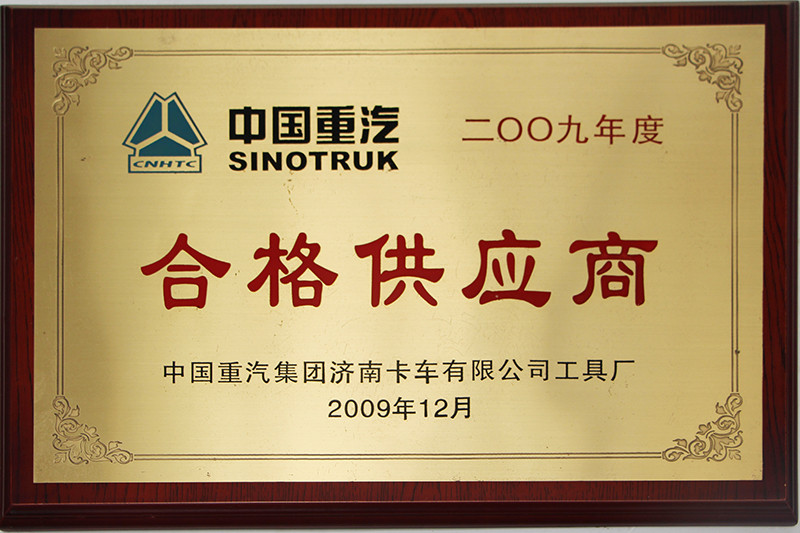 中国重汽 二〇〇九年度
SINOTRUK
CNHTC
合格供应商
中国重汽集团济南卡车有限公司工具厂
2009年12月